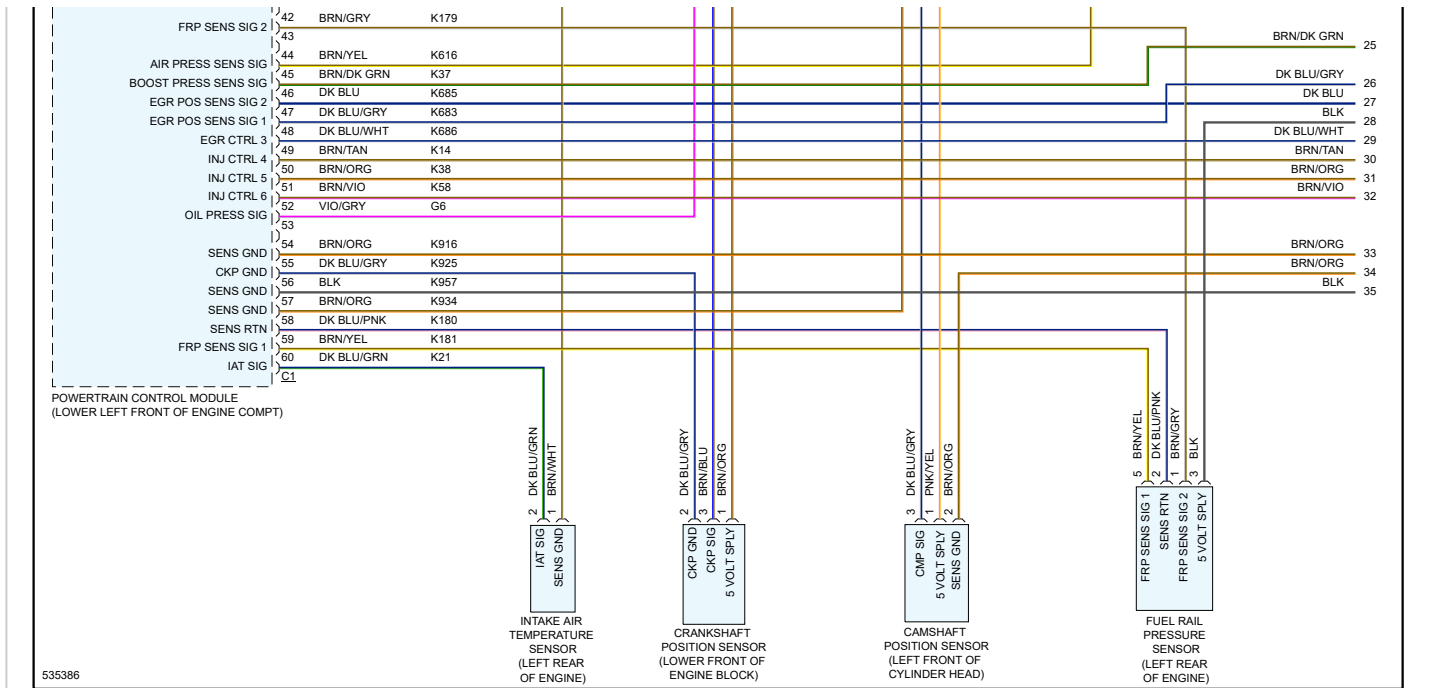 42 BRN/GRY K179
FRP SENS SIG 2
43
BRN/DK GRN 25
44 BRN/YEL K616
AIR PRESS SENS SIG
45 BRN/DK GRN K37
BOOST PRESS SENS SIG
DK BLU/GRY 26
46 DK BLU K685
EGR POS SENS SIG 2
DK BLU 27
47 DK BLU/GRY K683
EGR POS SENS SIG 1
BLK 28
48 DK BLU/WHT K686
EGR CTRL 3
DK BLU/WHT 29
49 BRN/TAN K14
INJ CTRL 4
BRN/TAN 30
50 BRN/ORG K38
INJ CTRL 5
BRN/ORG 31
51 BRN/VIO K58
INJ CTRL 6
BRN/VIO 32
52 VIO/GRY G6
OIL PRESS SIG
53
54 BRN/ORG K916
SENS GND
BRN/ORG 33
55 DK BLU/GRY K925
CKP GND
BRN/ORG 34
56 BLK K957
SENS GND
BLK 35
57 BRN/ORG K934
SENS GND
58 DK BLU/PNK K180
SENS RTN
59 BRN/YEL K181
FRP SENS SIG 1
60 DK BLU/GRN K21
IAT SIG
C1
POWERTRAIN CONTROL MODULE
(LOWER LEFT FRONT OF ENGINE COMPT)
2 DK BLU/GRN
1 BRN/WHT
IAT SIG
SENS GND
INTAKE AIR
TEMPERATURE
SENSOR
(LEFT REAR
OF ENGINE)
2 DK BLU/GRY
3 BRN/BLU
1 BRN/ORG
CKP GND
CKP SIG
5 VOLT SPLY
CRANKSHAFT
POSITION SENSOR
(LOWER FRONT OF
ENGINE BLOCK)
3 DK BLU/GRY
1 PNK/YEL
2 BRN/ORG
CMP SIG
5 VOLT SPLY
SENS GND
CAMSHAFT
POSITION SENSOR
(LEFT FRONT OF
CYLINDER HEAD)
5 BRN/YEL
2 DK BLU/PNK
1 BRN/GRY
3 BLK
FRP SENS SIG 1
SENS RTN
FRP SENS SIG 2
5 VOLT SPLY
FUEL RAIL
PRESSURE
SENSOR
(LEFT REAR
OF ENGINE)
535386